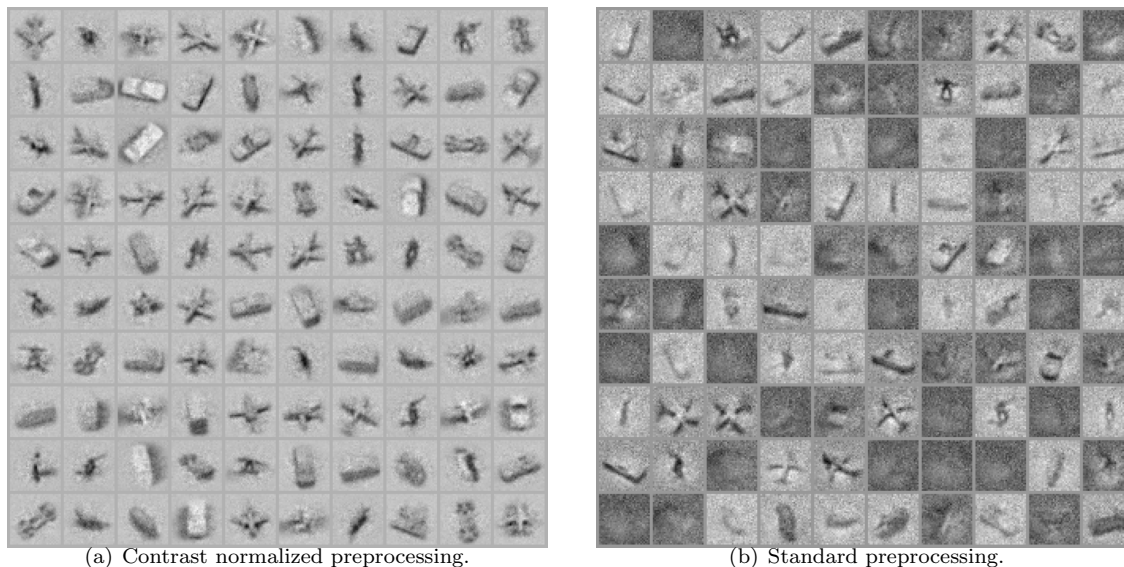 (a) Contrast normalized preprocessing.
(b) Standard preprocessing.